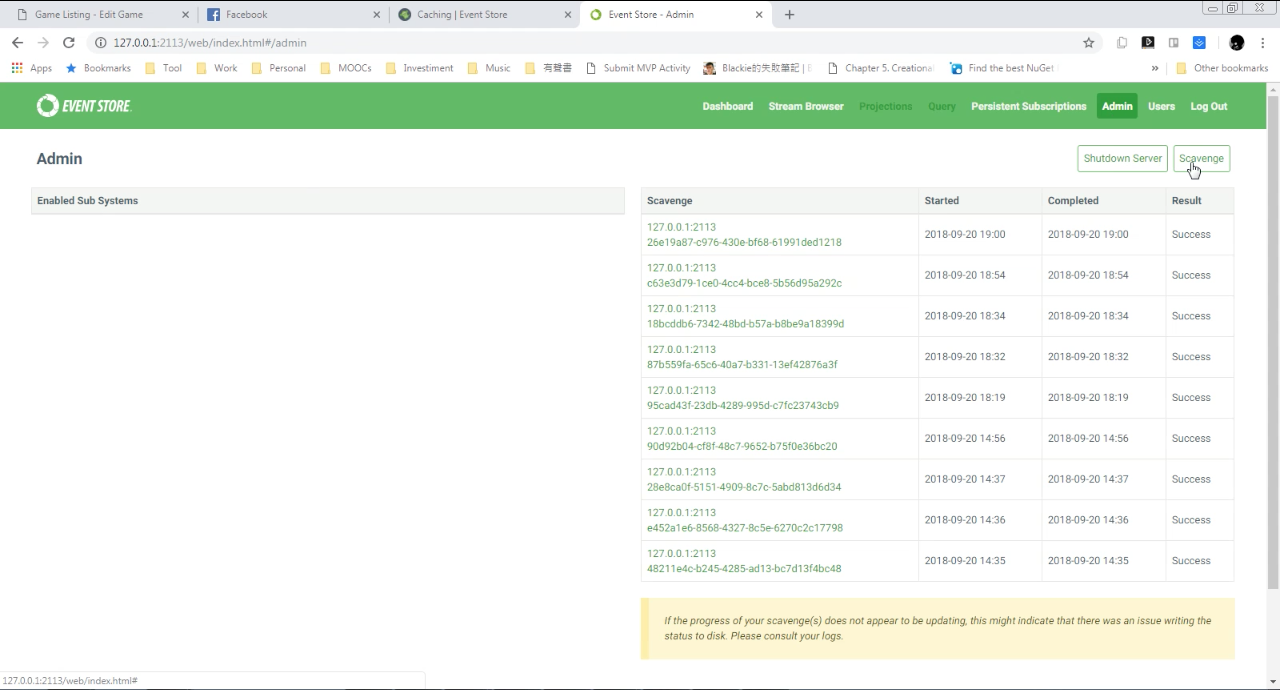 Game Listing - Edit Game
Facebook
Caching | Event Store
Event Store - Admin
127.0.0.1:2113/web/index.html#/admin
Apps
Bookmarks
Tool
Work
Personal
MOOCs
Investiment
Music
有聲書
Submit MVP Activity
Blackie的失敗筆記 | E
Chapter 5. Creational
Find the best NuGet
»
Other bookmarks
EVENT STORE
Dashboard
Stream Browser
Projections
Query
Persistent Subscriptions
Admin
Users
Log Out
Admin
Shutdown Server
Scavenge
Enabled Sub Systems
Scavenge Started Completed Result
127.0.0.1:2113
26e19a87-c976-430e-bf68-61991ded1218
2018-09-20 19:00 2018-09-20 19:00 Success
127.0.0.1:2113
c63e3d79-1ce0-4cc4-bce8-5b56d95a292c
2018-09-20 18:54 2018-09-20 18:54 Success
127.0.0.1:2113
18bcddb6-7342-48bd-b57a-b8be9a18399d
2018-09-20 18:34 2018-09-20 18:34 Success
127.0.0.1:2113
87b559fa-65c6-40a7-b331-13ef42876a3f
2018-09-20 18:32 2018-09-20 18:32 Success
127.0.0.1:2113
95cad43f-23db-4289-995d-c7fc23743cb9
2018-09-20 18:19 2018-09-20 18:19 Success
127.0.0.1:2113
90d92b04-cf8f-48c7-9652-b75f0e36bc20
2018-09-20 14:56 2018-09-20 14:56 Success
127.0.0.1:2113
28e8ca0f-5151-4909-8c7c-5abd813d6d34
2018-09-20 14:37 2018-09-20 14:37 Success
127.0.0.1:2113
e452a1e6-8568-4327-8c5e-6270c2c17798
2018-09-20 14:36 2018-09-20 14:36 Success
127.0.0.1:2113
48211e4c-b245-4285-ad13-bc7d13f4bc48
2018-09-20 14:35 2018-09-20 14:35 Success
If the progress of your scavenge(s) does not appear to be updating, this might indicate that there was an issue writing the
status to disk. Please consult your logs.
127.0.0.1:2113/web/index.html#